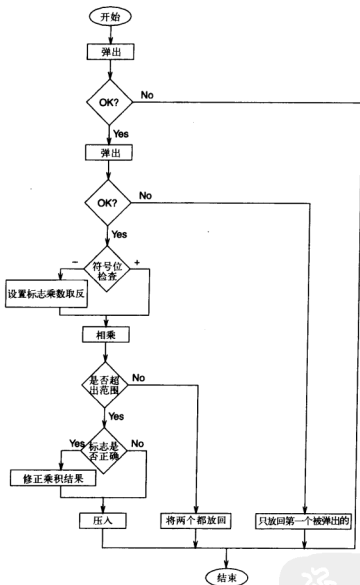 开始
弹出
OK?
No
Yes
弹出
OK?
No
Yes
符号位
检查
−
+
设置标志乘数取反
相乘
是否超
出范围
No
Yes
标志是
否正确
Yes
No
修正乘积结果
压入
将两个都放回
只放回第一个被弹出的
结束